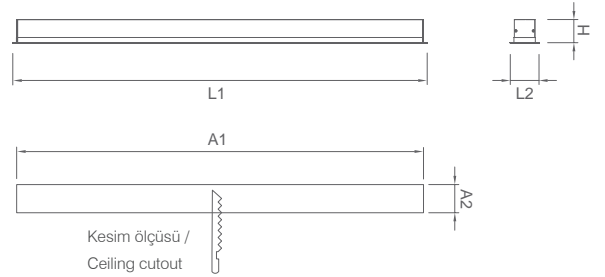 H
L1
L2
A1
A2
Kesim ölçüsü /
Ceiling cutout